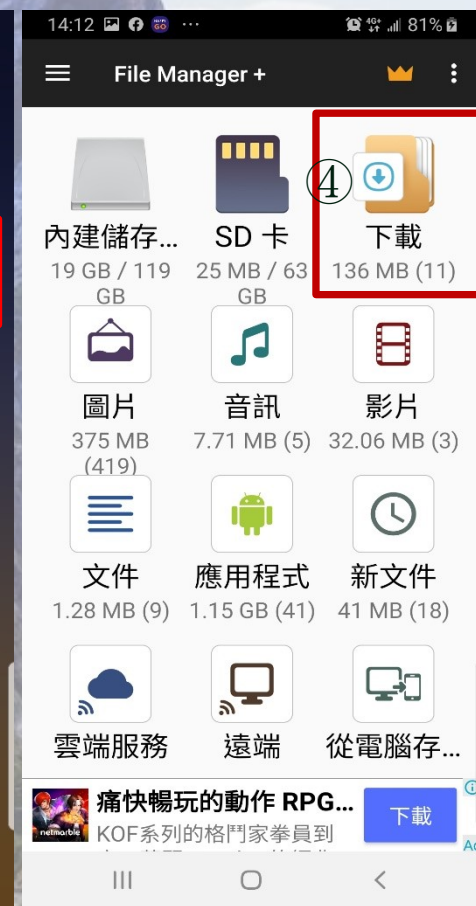 14:12 ... 4G+ 81%
File Manager +
④
內建儲存... SD 卡 下載
19 GB / 119 GB 25 MB / 63 GB 136 MB (11)
圖片 音訊 影片
375 MB (419) 7.71 MB (5) 32.06 MB (3)
文件 應用程式 新文件
1.28 MB (9) 1.15 GB (41) 41 MB (18)
雲端服務 遠端 從電腦存...
netmarble
痛快暢玩的動作 RPG...
KOF系列的格鬥家拳員到
下載